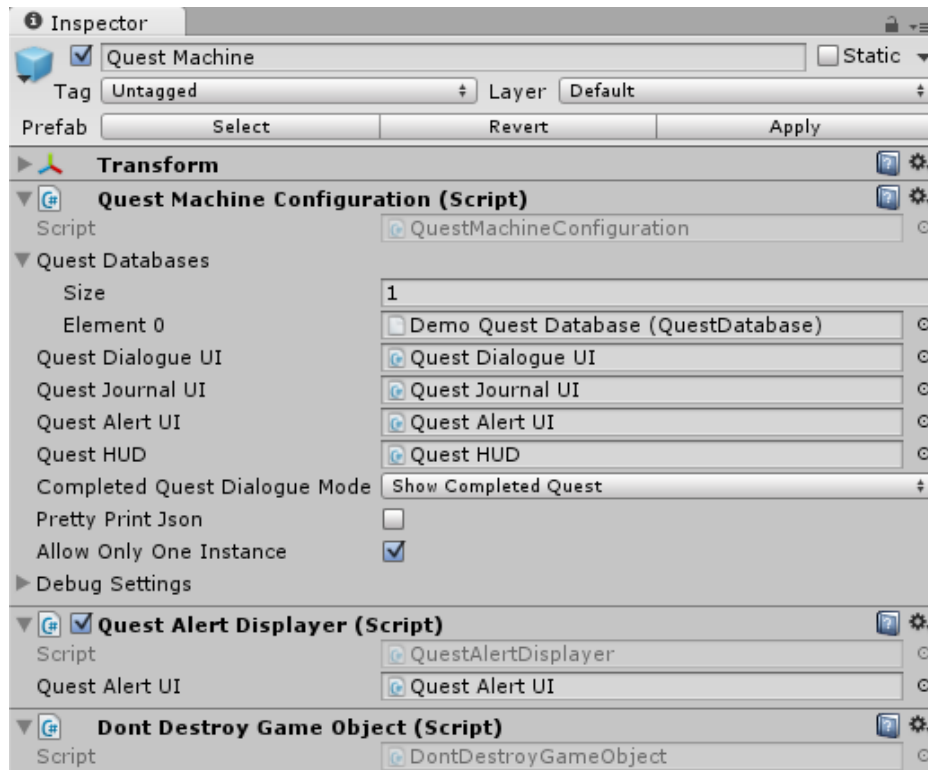 Inspector
Quest Machine Static
Tag Untagged Layer Default
Prefab Select Revert Apply
Transform
Quest Machine Configuration (Script)
Script QuestMachineConfiguration
Quest Databases
Size 1
Element 0 Demo Quest Database (QuestDatabase)
Quest Dialogue UI Quest Dialogue UI
Quest Journal UI Quest Journal UI
Quest Alert UI Quest Alert UI
Quest HUD Quest HUD
Completed Quest Dialogue Mode Show Completed Quest
Pretty Print Json
Allow Only One Instance
Debug Settings
Quest Alert Displayer (Script)
Script QuestAlertDisplayer
Quest Alert UI Quest Alert UI
Dont Destroy Game Object (Script)
Script DontDestroyGameObject